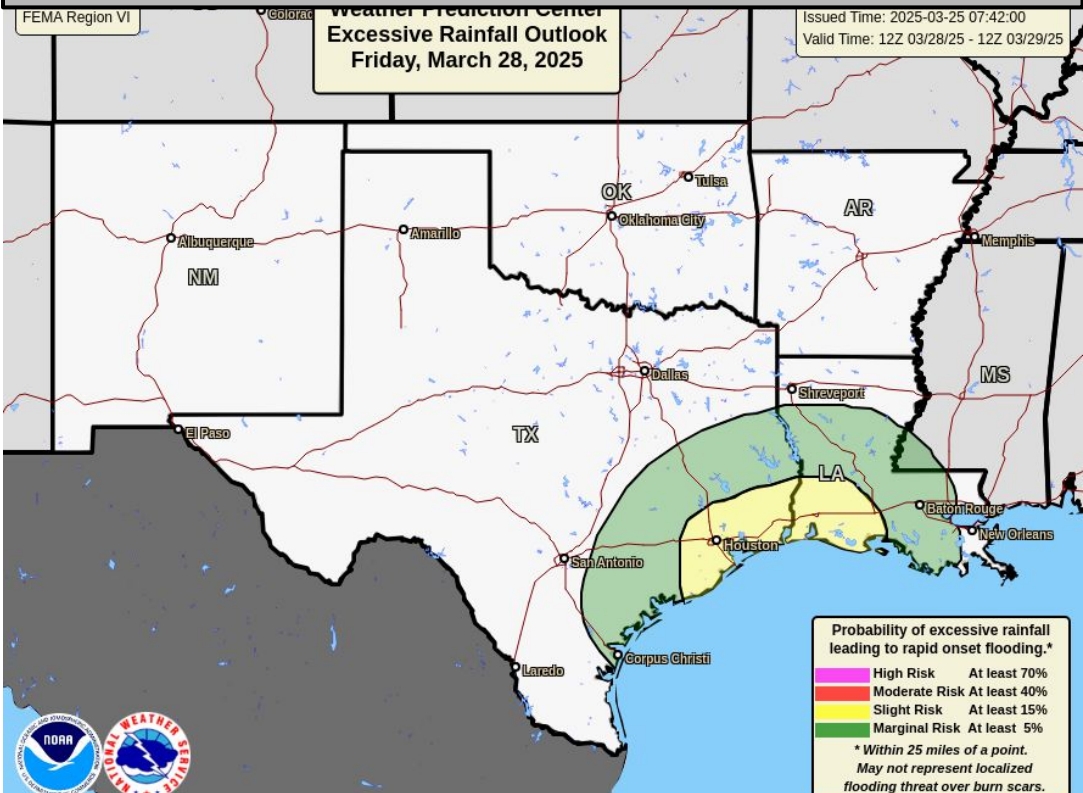 FEMA Region VI
Weather Prediction Center
Excessive Rainfall Outlook
Friday, March 28, 2025
Issued Time: 2025-03-25 07:42:00
Valid Time: 12Z 03/28/25 - 12Z 03/29/25
Colorad
Tulsa
OK
Oklahoma City
AR
Albuquerque
Amarillo
Memphis
NM
Dallas
MS
Shreveport
El Paso
TX
LA
Baton Rouge
New Orleans
Houston
San Antonio
Corpus Christi
Laredo
Probability of excessive rainfall
leading to rapid onset flooding.*
High Risk At least 70%
Moderate Risk At least 40%
Slight Risk At least 15%
Marginal Risk At least 5%
* Within 25 miles of a point.
May not represent localized
flooding threat over burn scars.
NOAA
NATIONAL WEATHER SERVICE